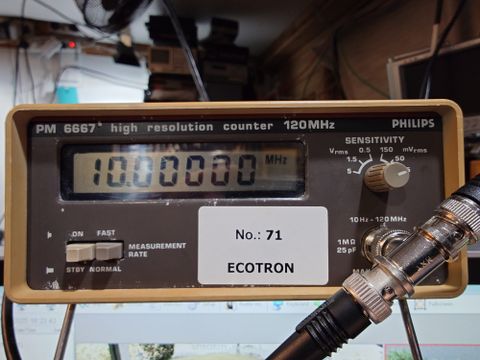 PM 6667 high resolution counter 120MHz PHILIPS
SENSITIVITY
Vrms 0.5 150 mVrms
1.5 50
5
10.00000 MHz
10Hz-120MHz
ON FAST
MEASUREMENT
RATE
STBY NORMAL
1MΩ
25pF
No.: 71
ECOTRON